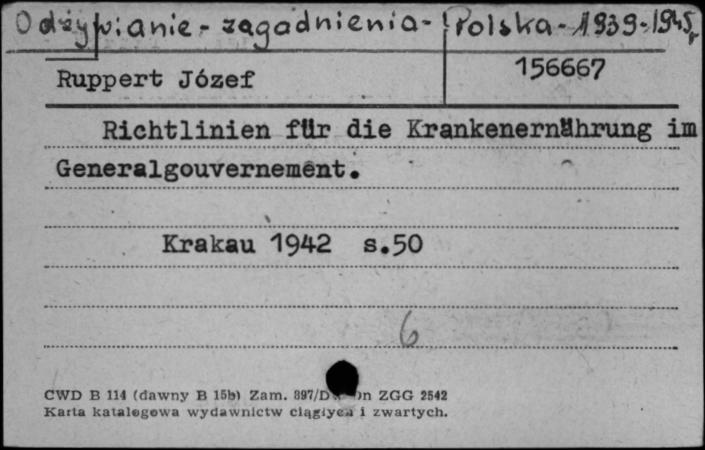 Odżywianie - zagadnienia - Polska - 1939-1945 r
156667
Ruppert Józef
Richtlinien für die Krankenernährung im
Generalgouvernement.
Krakau 1942 s.50
6
CWD B 114 (dawny B 15b) Zam. 897/D ZGG 2542
Karta katalogowa wydawnictw ciągłych i zwartych.